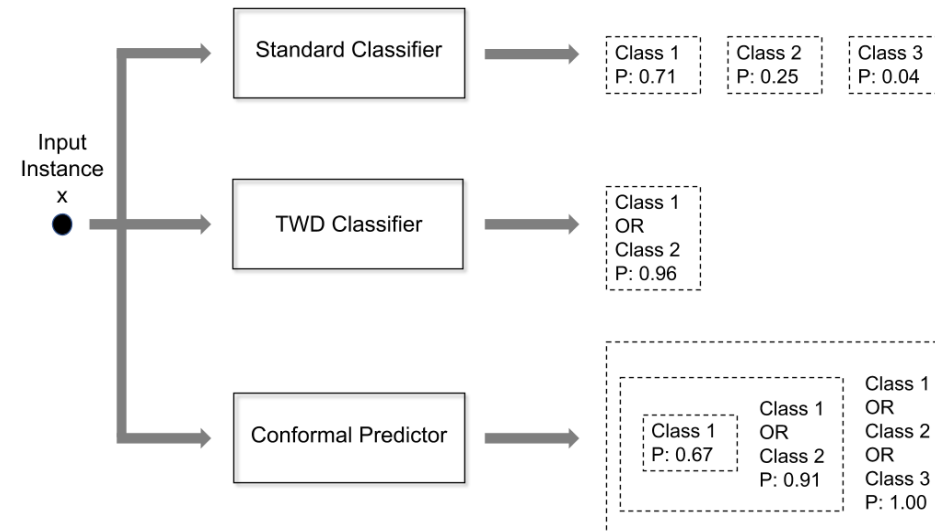 Standard Classifier
Class 1
P: 0.71
Class 2
P: 0.25
Class 3
P: 0.04
Input
Instance
x
TWD Classifier
Class 1
OR
Class 2
P: 0.96
Conformal Predictor
Class 1
P: 0.67
Class 1
OR
Class 2
P: 0.91
Class 1
OR
Class 2
OR
Class 3
P: 1.00